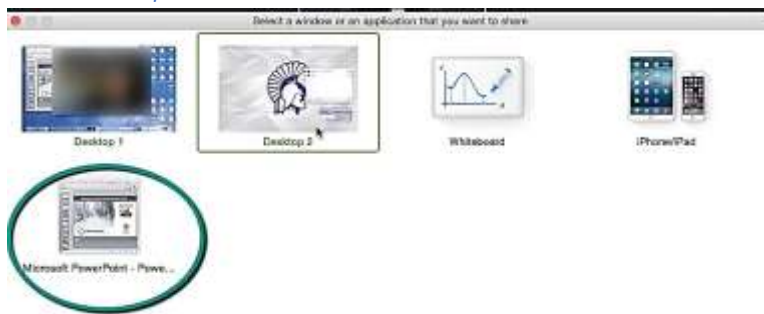 Select a window or an application that you want to share
Desktop 1
Desktop 2
Whiteboard
iPhone/iPad
Microsoft PowerPoint - Powe...